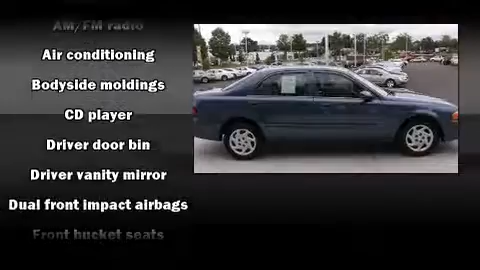 AM/FM radio
Air conditioning
Bodyside moldings
CD player
Driver door bin
Driver vanity mirror
Dual front impact airbags
Front bucket seats